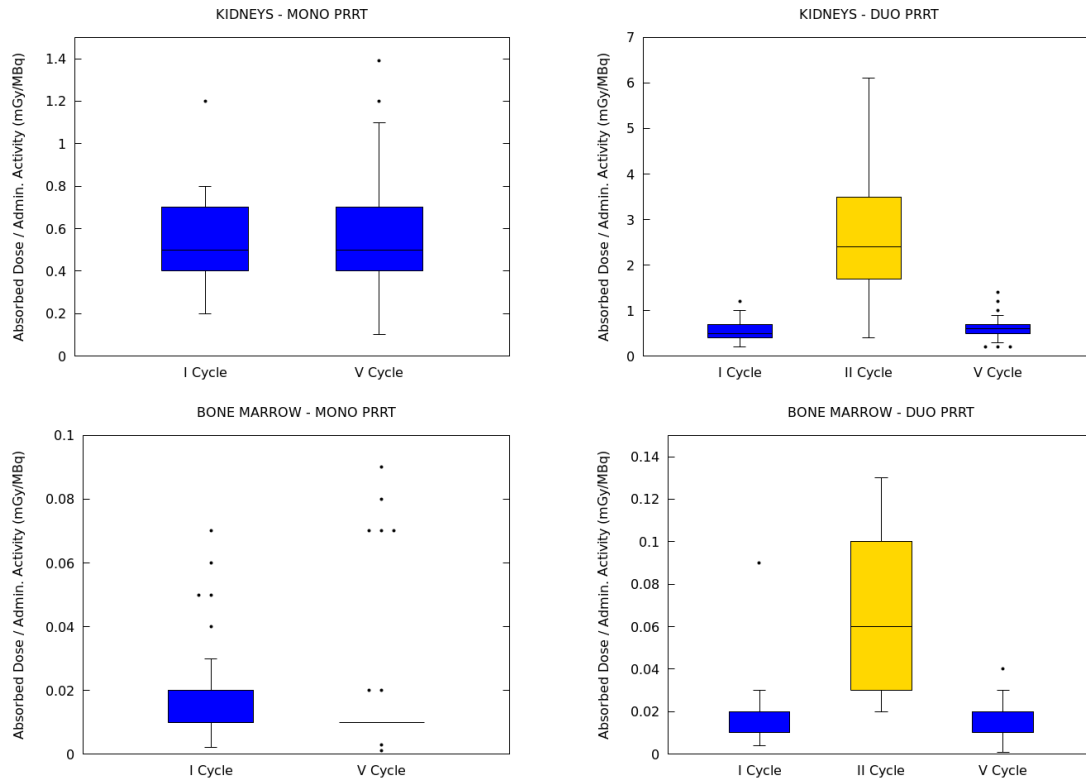 KIDNEYS - MONO PRRT
Absorbed Dose / Admin. Activity (mGy/MBq)
1.4
1.2
1
0.8
0.6
0.4
0.2
0
I Cycle
V Cycle
KIDNEYS - DUO PRRT
Absorbed Dose / Admin. Activity (mGy/MBq)
7
6
5
4
3
2
1
0
I Cycle
II Cycle
V Cycle
BONE MARROW - MONO PRRT
Absorbed Dose / Admin. Activity (mGy/MBq)
0.1
0.08
0.06
0.04
0.02
0
I Cycle
V Cycle
BONE MARROW - DUO PRRT
Absorbed Dose / Admin. Activity (mGy/MBq)
0.14
0.12
0.1
0.08
0.06
0.04
0.02
0
I Cycle
II Cycle
V Cycle